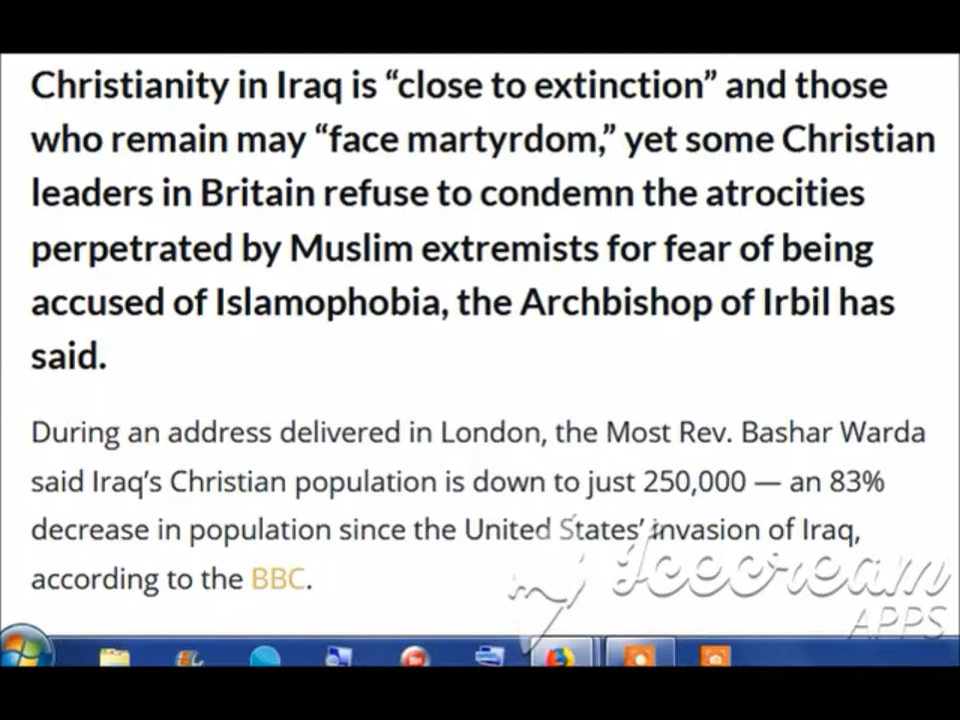 Christianity in Iraq is “close to extinction” and those
who remain may “face martyrdom,” yet some Christian
leaders in Britain refuse to condemn the atrocities
perpetrated by Muslim extremists for fear of being
accused of Islamophobia, the Archbishop of Irbil has
said.
During an address delivered in London, the Most Rev. Bashar Warda
said Iraq’s Christian population is down to just 250,000 — an 83%
decrease in population since the United States’ invasion of Iraq,
according to the BBC.
Icecream
APPS